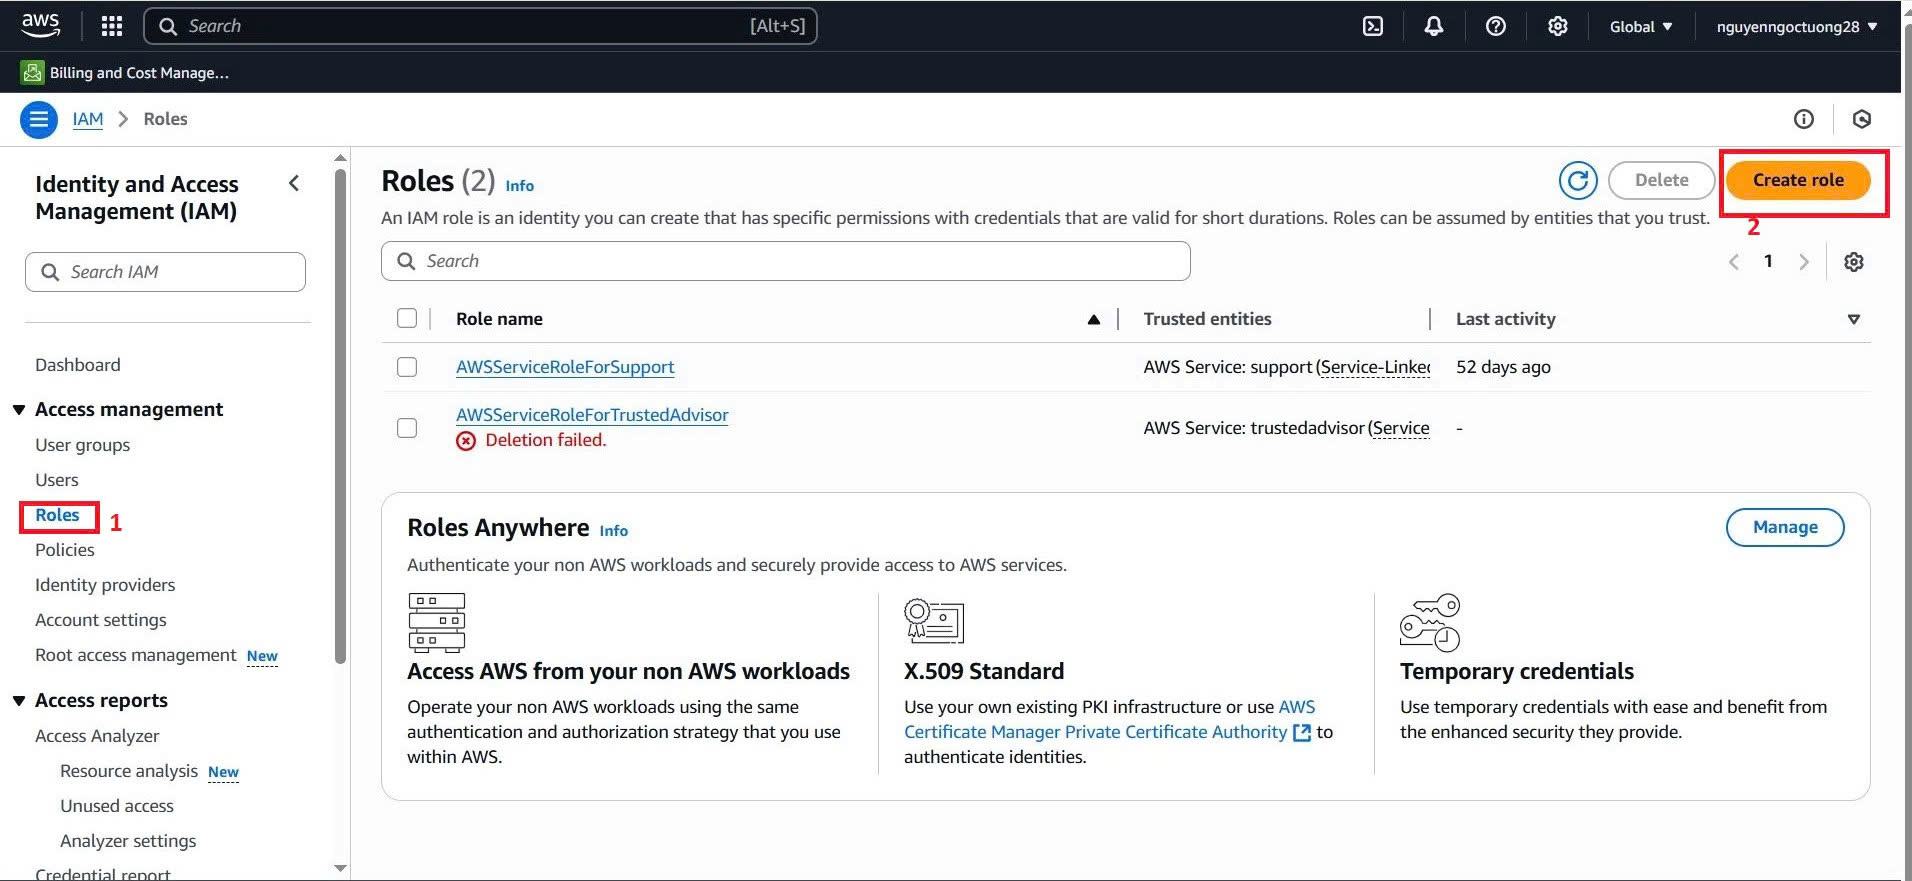 aws
Search [Alt+S]
Global ▼
nguyenngoctuong28 ▼
Billing and Cost Manage...
IAM > Roles
Identity and Access
Management (IAM)
Search IAM
Dashboard
Access management
User groups
Users
Roles
1
Policies
Identity providers
Account settings
Root access management New
Access reports
Access Analyzer
Resource analysis New
Unused access
Analyzer settings
Credential report
Roles (2) Info
Delete
Create role
2
An IAM role is an identity you can create that has specific permissions with credentials that are valid for short durations. Roles can be assumed by entities that you trust.
Search
1
Role name
Trusted entities
Last activity
AWSServiceRoleForSupport
AWS Service: support (Service-Linked
52 days ago
AWSServiceRoleForTrustedAdvisor
Deletion failed.
AWS Service: trustedadvisor (Service
-
Roles Anywhere Info
Manage
Authenticate your non AWS workloads and securely provide access to AWS services.
Access AWS from your non AWS workloads
Operate your non AWS workloads using the same
authentication and authorization strategy that you use
within AWS.
X.509 Standard
Use your own existing PKI infrastructure or use AWS
Certificate Manager Private Certificate Authority to
authenticate identities.
Temporary credentials
Use temporary credentials with ease and benefit from
the enhanced security they provide.